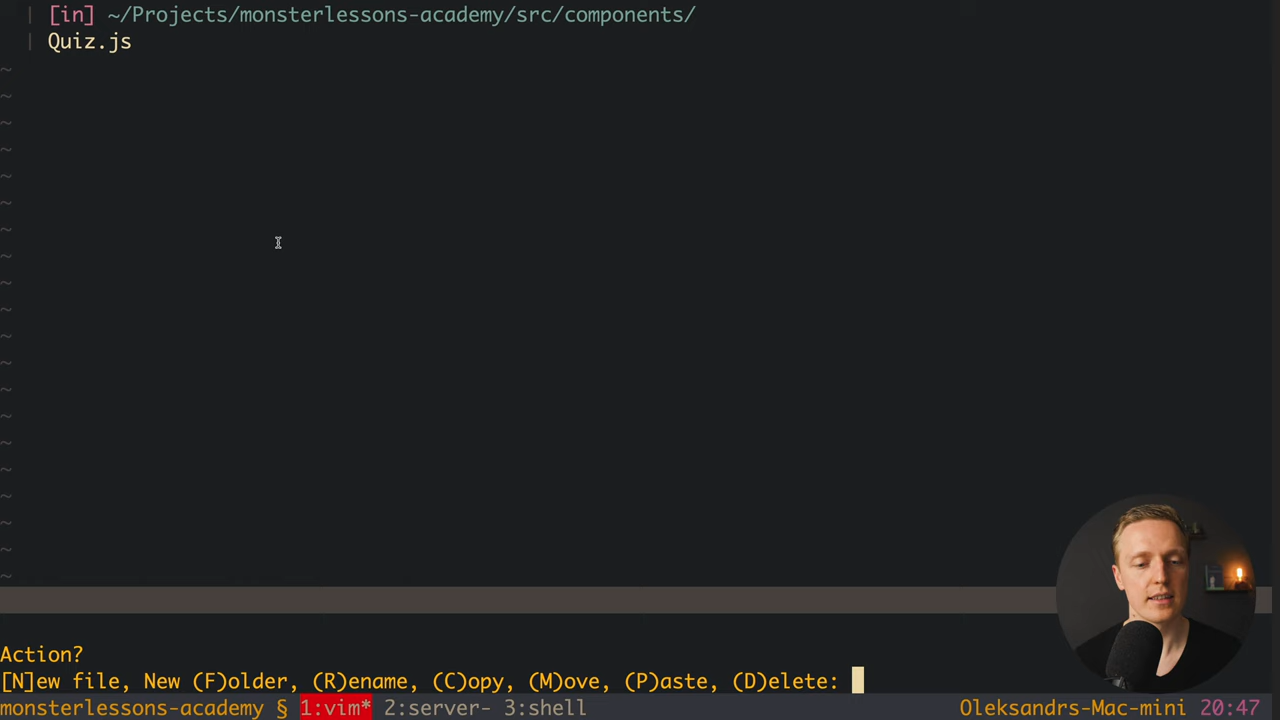 [in] ~/Projects/monsterlessons-academy/src/components/
Quiz.js
Action?
[N]ew file, New (F)older, (R)ename, (C)opy, (M)ove, (P)aste, (D)elete:
monsterlessons-academy § 1:vim* 2:server- 3:shell Oleksandrs-Mac-mini 20:47